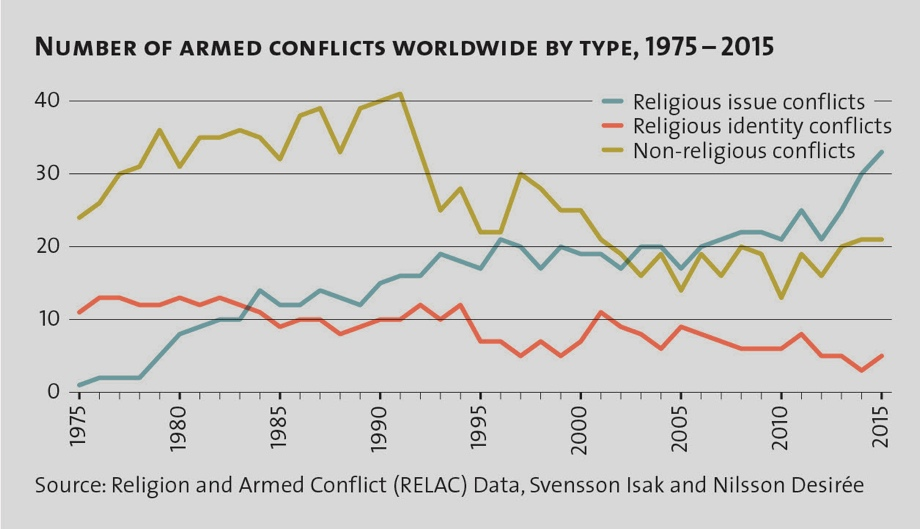 NUMBER OF ARMED CONFLICTS WORLDWIDE BY TYPE, 1975 – 2015
40
Religious issue conflicts
Religious identity conflicts
Non-religious conflicts
30
20
10
0
1975
1980
1985
1990
1995
2000
2005
2010
2015
Source: Religion and Armed Conflict (RELAC) Data, Svensson Isak and Nilsson Desirée